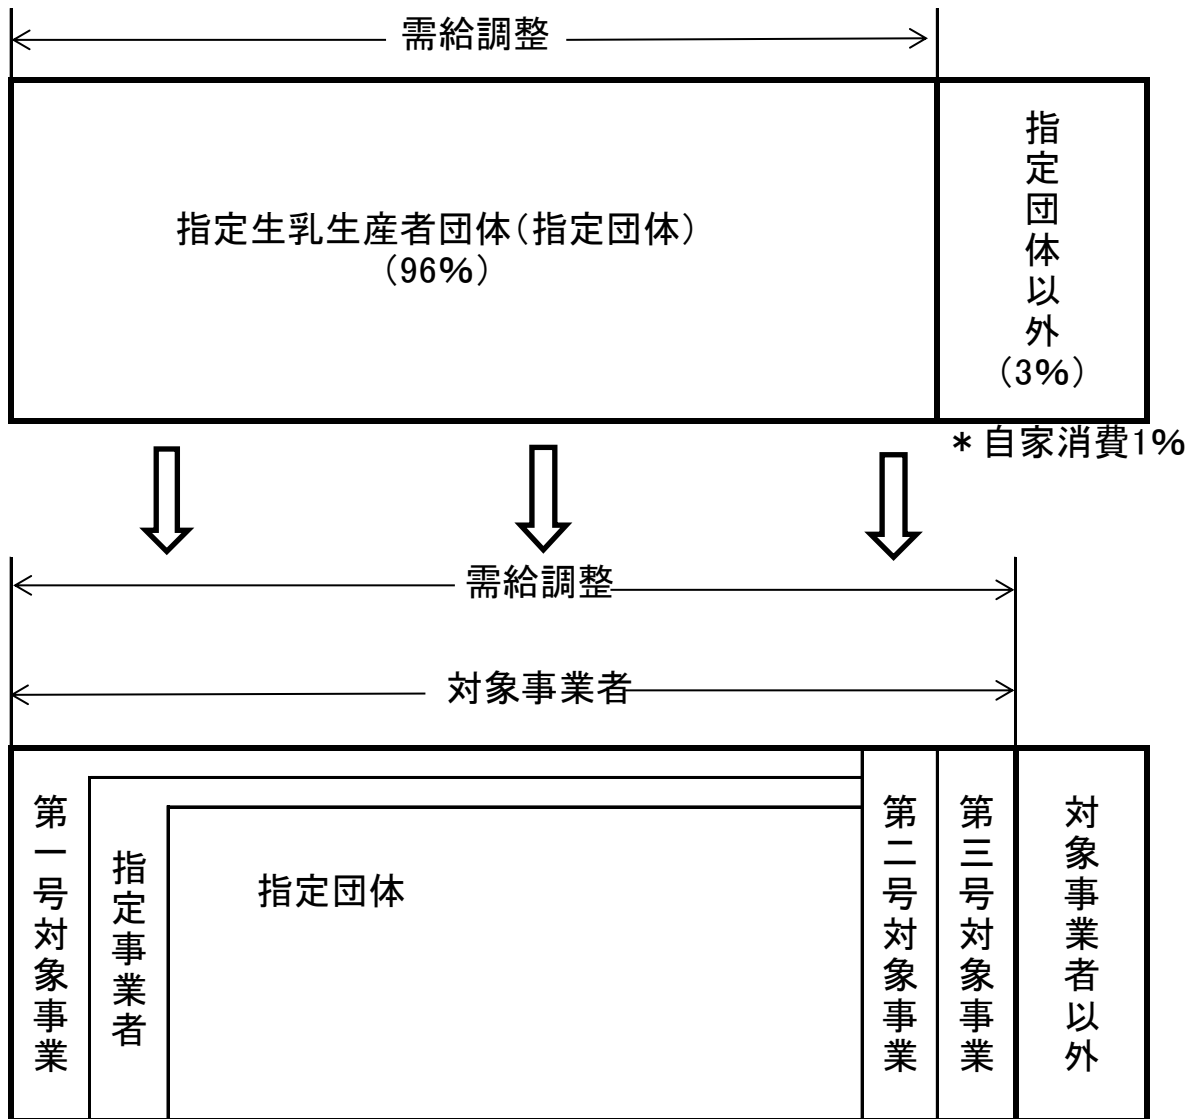 需給調整
指定生乳生産者団体(指定団体)
(96%)
指定団体以外
(3%)
*自家消費1%
需給調整
対象事業者
第一号対象事業
指定事業者
指定団体
第二号対象事業
第三号対象事業
対象事業者以外